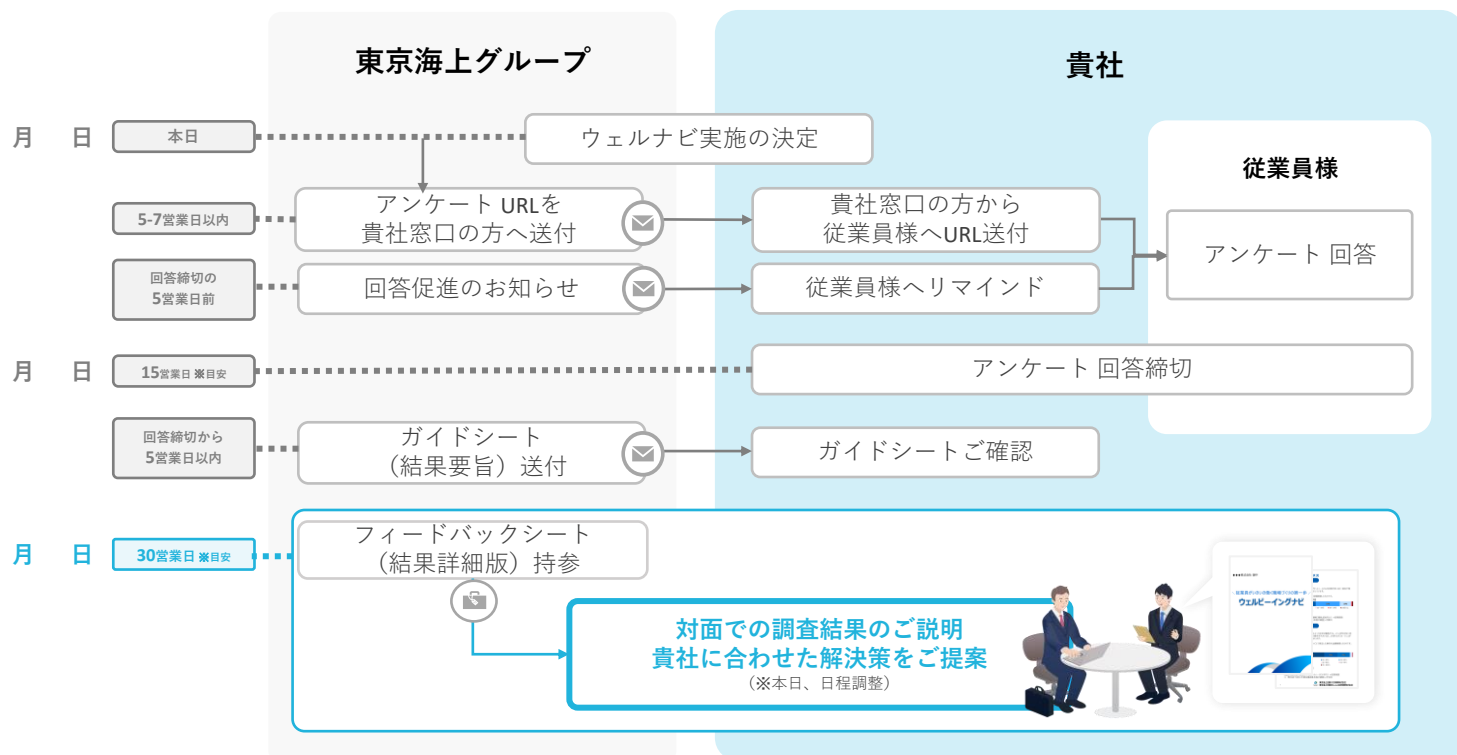 東京海上グループ
貴社
月 日
本日
ウェルナビ実施の決定
従業員様
5-7営業日以内
アンケート URLを
貴社窓口の方へ送付
貴社窓口の方から
従業員様へURL送付
アンケート 回答
回答締切の
5営業日前
回答促進のお知らせ
従業員様へリマインド
月 日
15営業日 ※目安
アンケート 回答締切
回答締切から
5営業日以内
ガイドシート
（結果要旨）送付
ガイドシートご確認
月 日
30営業日 ※目安
フィードバックシート
（結果詳細版）持参
対面での調査結果のご説明
貴社に合わせた解決策をご提案
（※本日、日程調整）
ウェルビーイングナビ